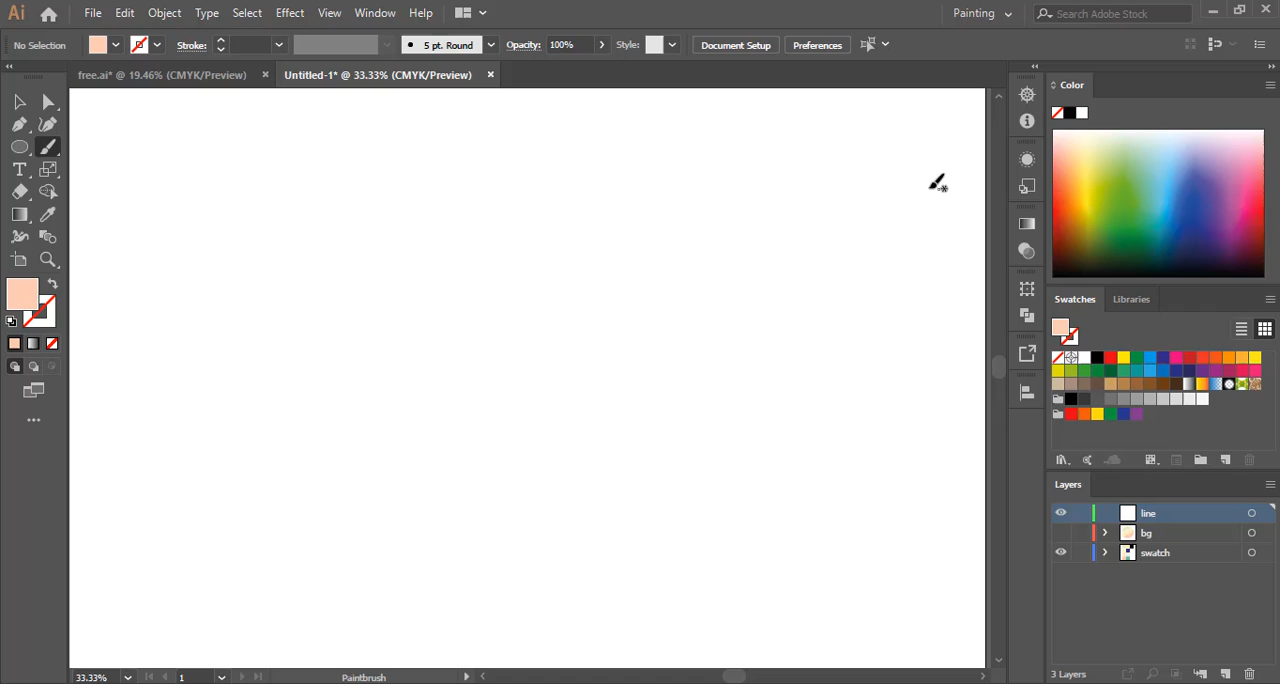 Ai File Edit Object Type Select Effect View Window Help Painting Search Adobe Stock
No Selection Stroke: 5 pt. Round Opacity: 100% Style: Document Setup Preferences
free.ai* @ 19.46% (CMYK/Preview) × Untitled-1* @ 33.33% (CMYK/Preview) ×
Color
Swatches Libraries
Layers
line
bg
swatch
3 Layers
33.33% 1 Paintbrush